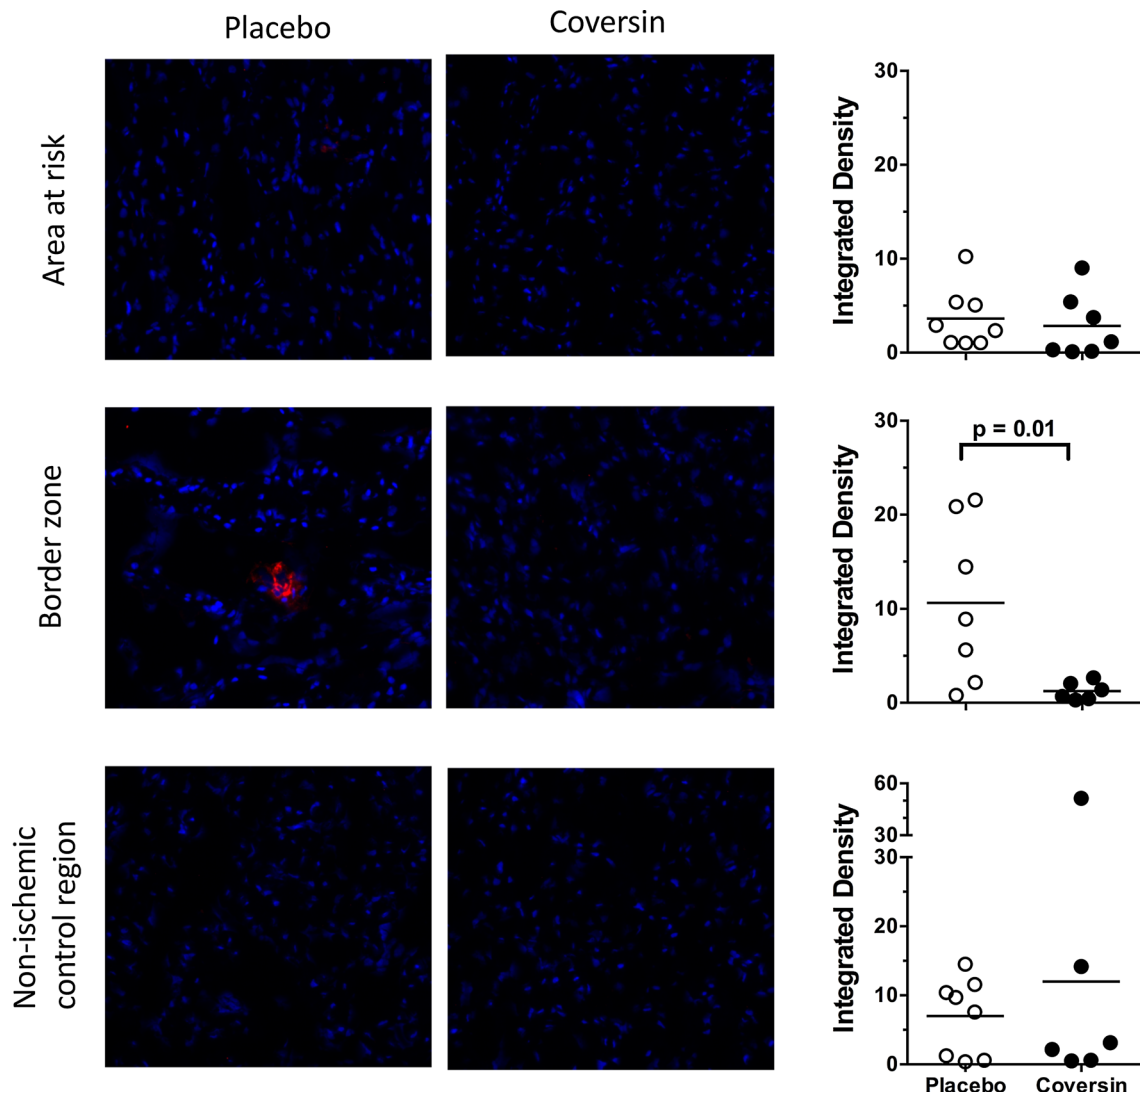 Placebo
Coversin
Area at risk
Integrated Density
30
20
10
0
Border zone
Integrated Density
30
20
10
0
p = 0.01
Non-ischemic
control region
Integrated Density
60
30
30
20
10
0
Placebo
Coversin